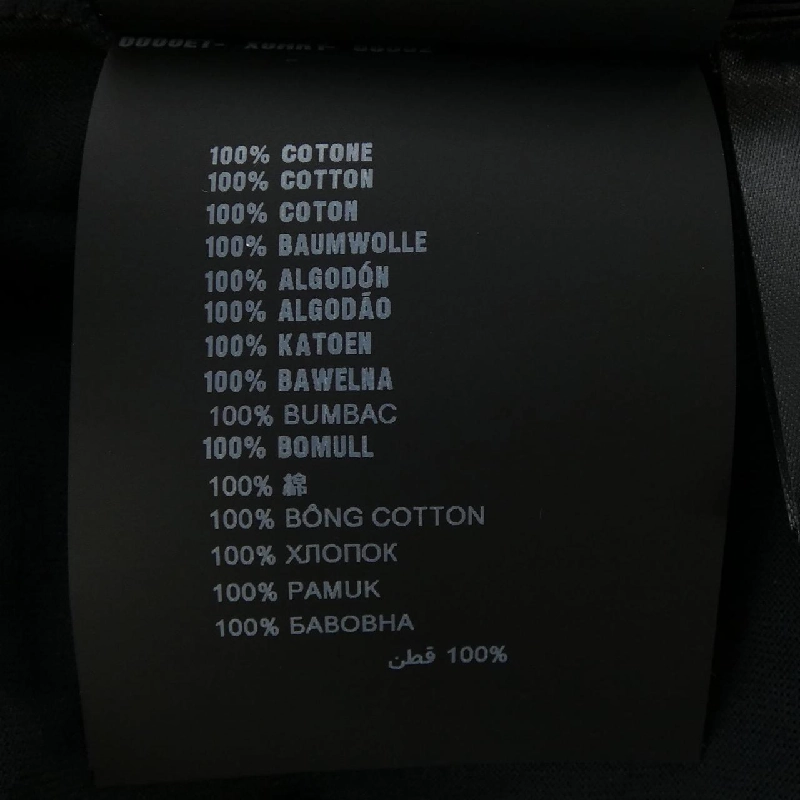 100% COTONE
100% COTTON
100% COTON
100% BAUMWOLLE
100% ALGODÓN
100% ALGODÃO
100% KATOEN
100% BAWELNA
100% BUMBAC
100% BOMULL
100% 綿
100% BÔNG COTTON
100% ХЛОПОК
100% PAMUK
100% БАВОВНА
100% قطن